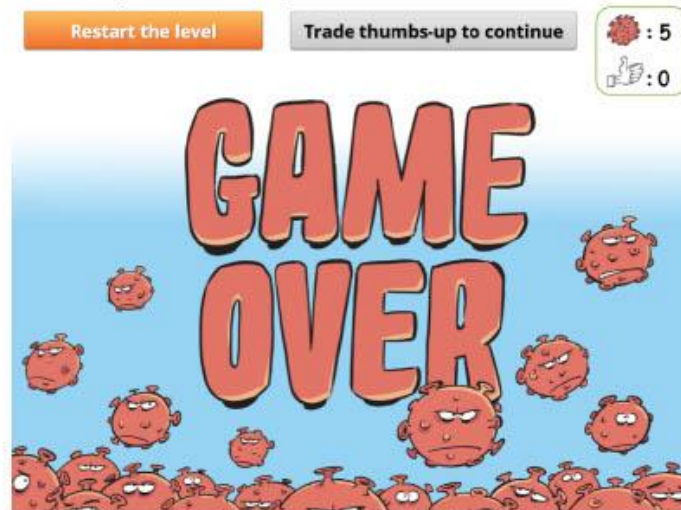 Restart the level
Trade thumbs-up to continue
: 5
: 0
GAME
OVER